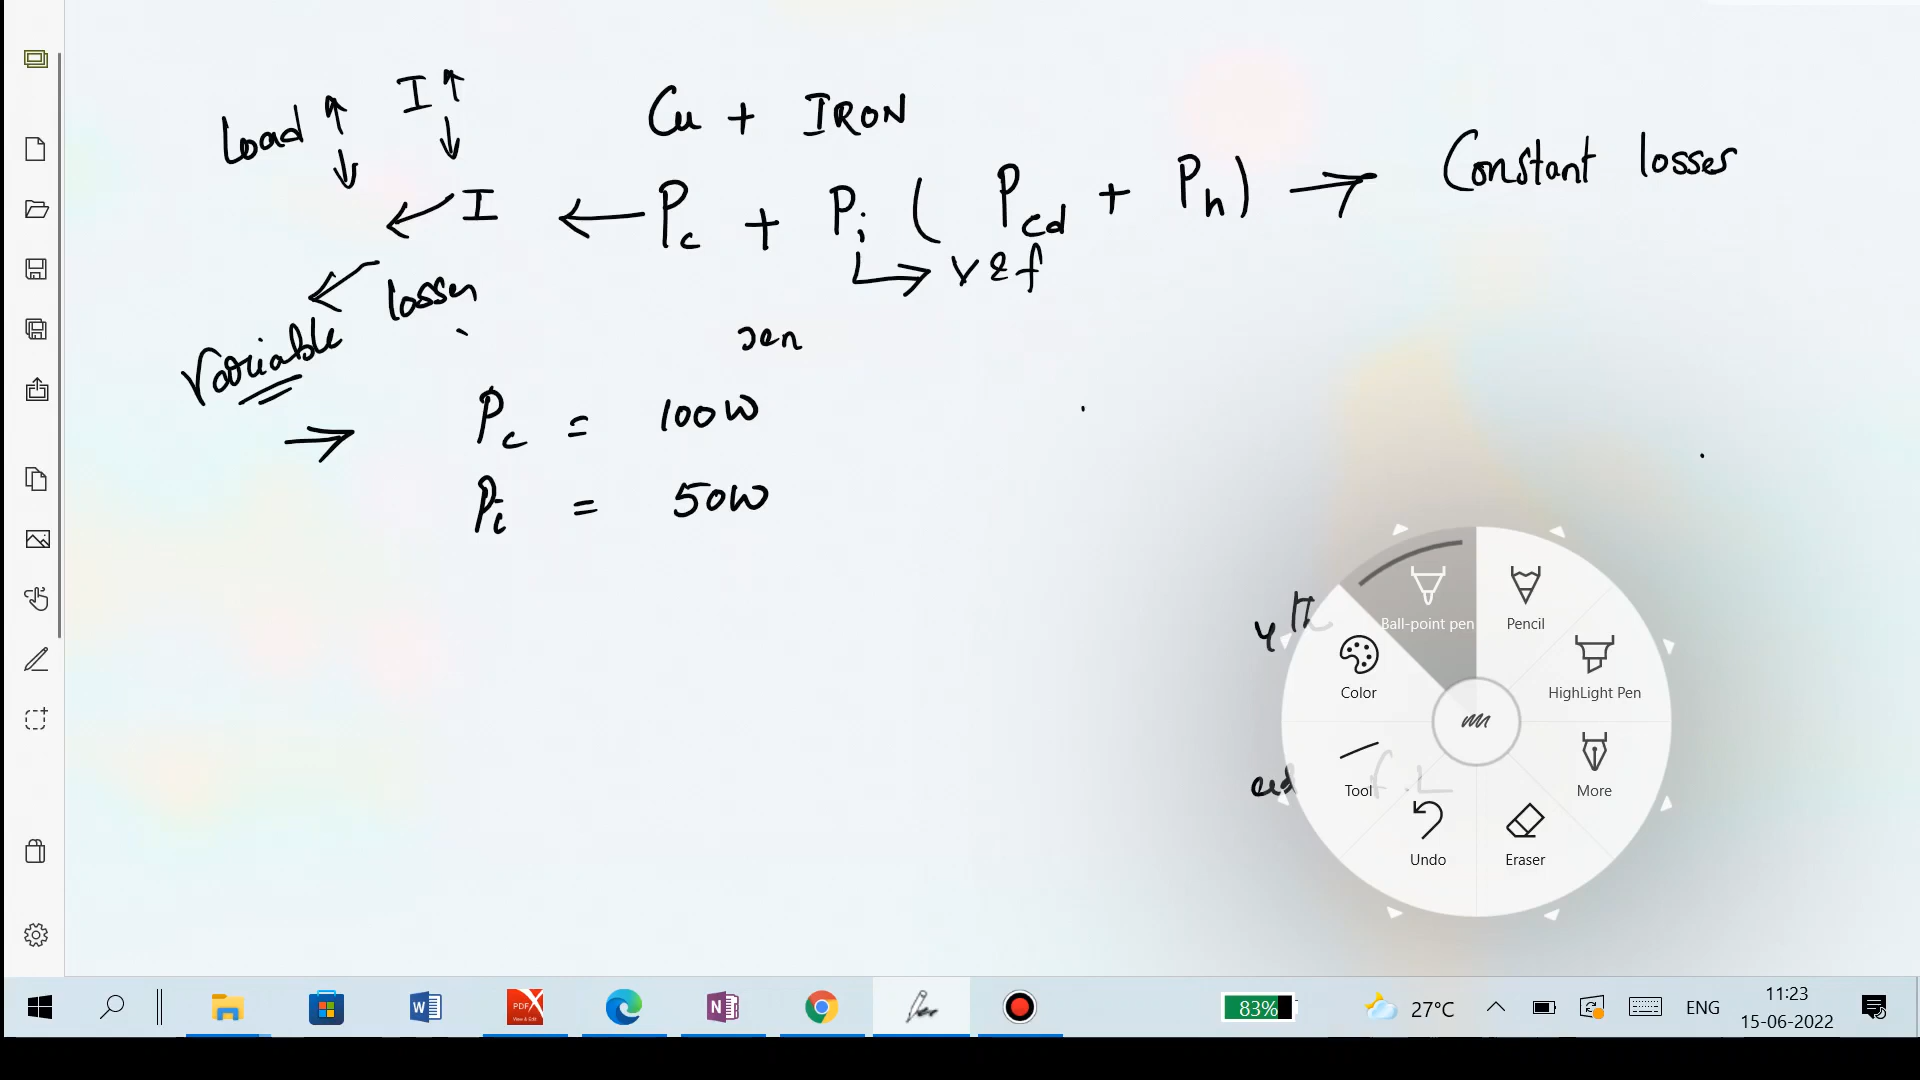 Load ↑ ↓ I ↑ ↓
Cu + IRON
← I ← Pc + Pi ( Pcd + Ph) → Constant losses
→ V & f
Variable losses
→ Pc = 100W
Pi = 50W
Ball-point pen
Pencil
Color
HighLight Pen
Tool
More
Undo
Eraser
83%
27°C
ENG
11:23
15-06-2022